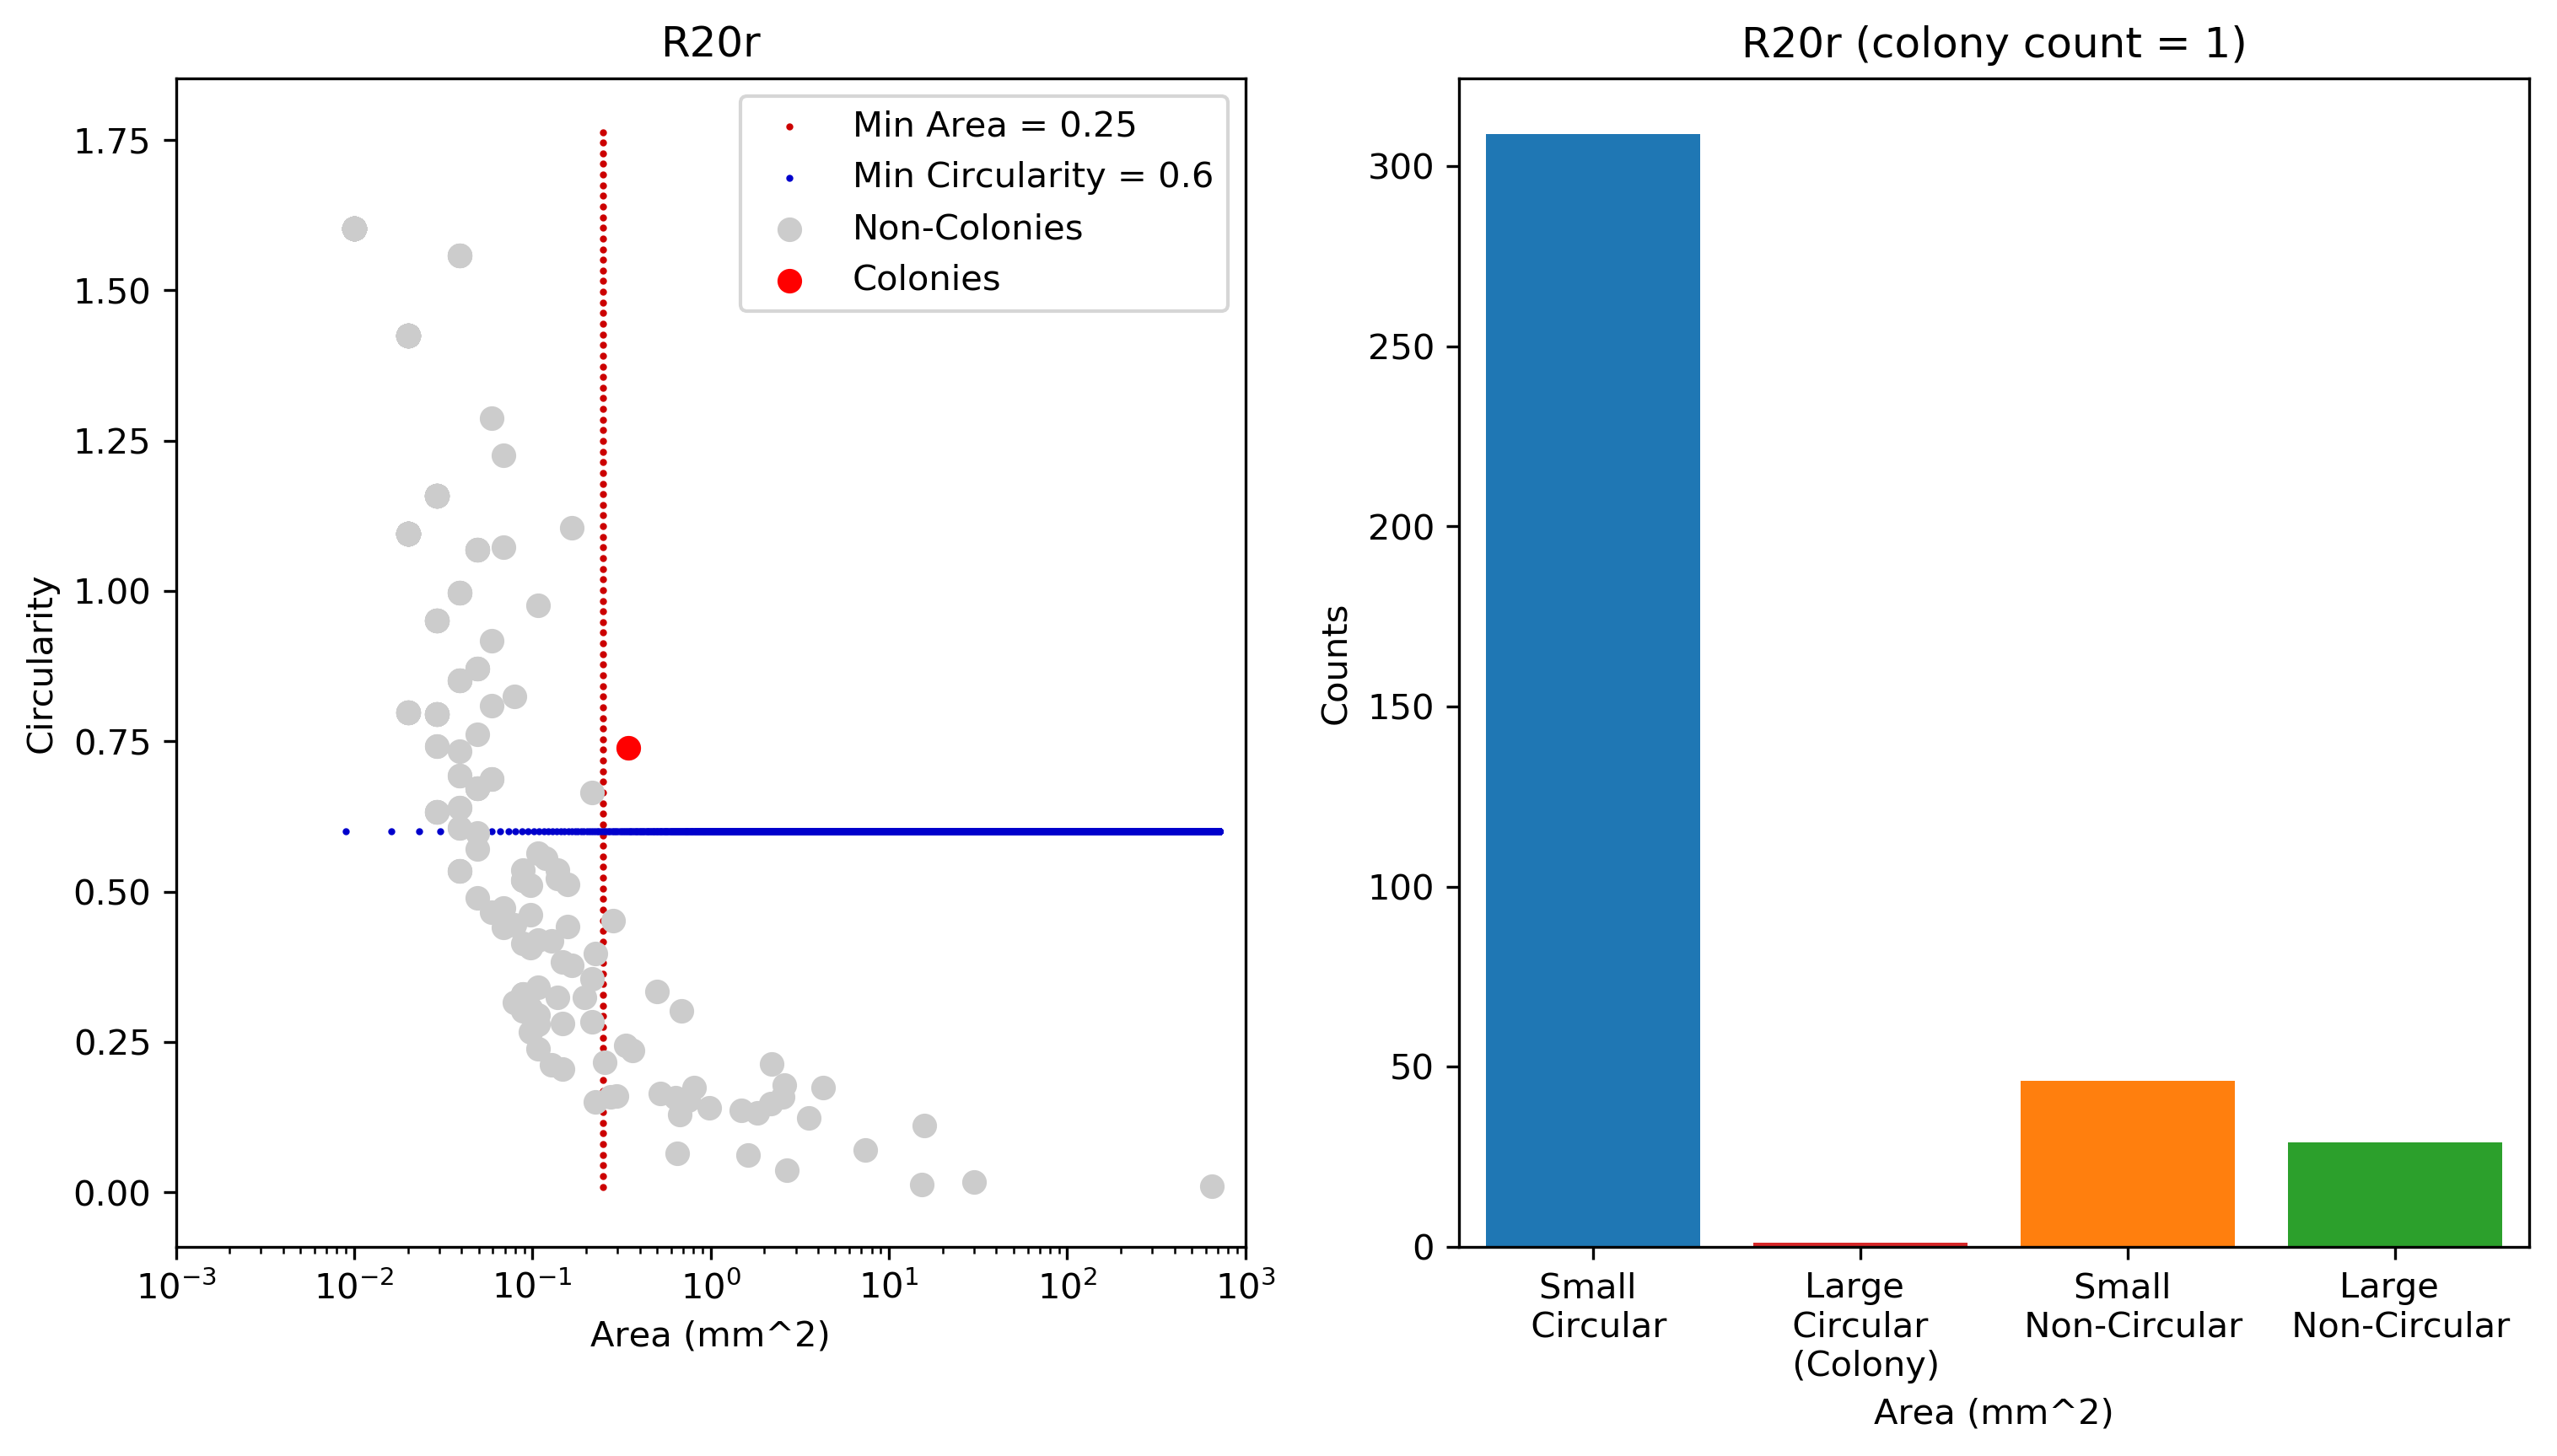 R20r
1.75
1.50
1.25
1.00
0.75
0.50
0.25
0.00
Circularity
Min Area = 0.25
Min Circularity = 0.6
Non-Colonies
Colonies
10⁻³ 10⁻² 10⁻¹ 10⁰ 10¹ 10² 10³
Area (mm^2)
R20r (colony count = 1)
300
250
200
150
100
50
0
Counts
Small
Circular
Large
Circular
(Colony)
Small
Non-Circular
Large
Non-Circular
Area (mm^2)